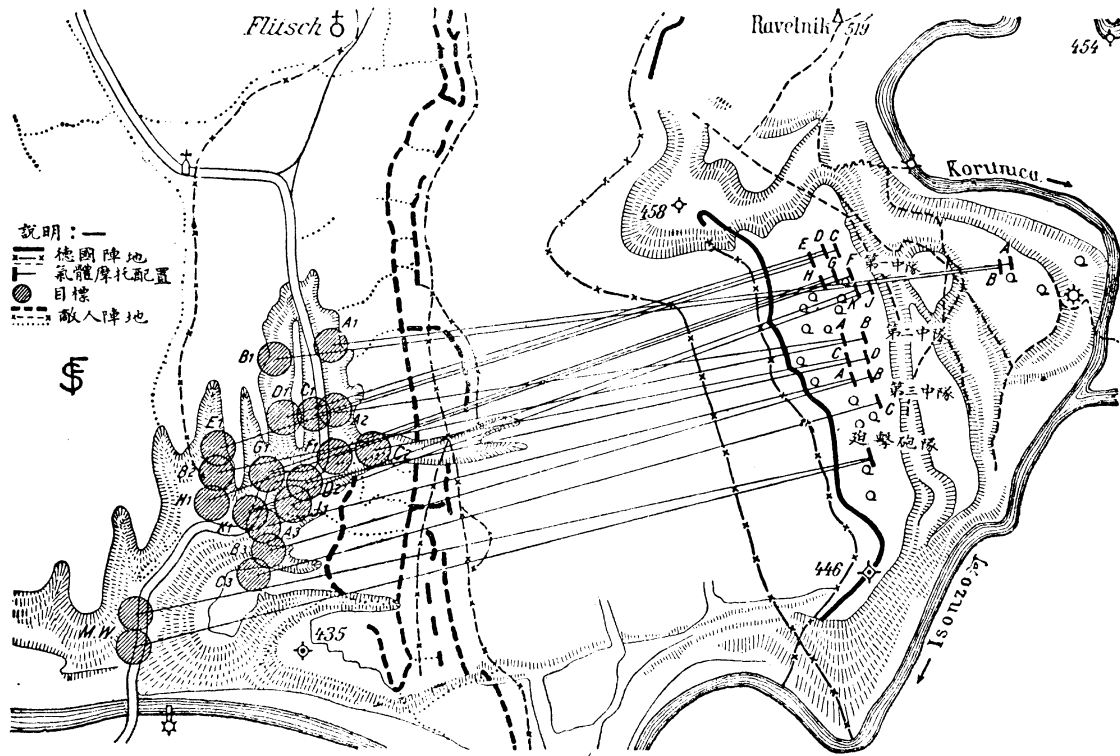 Flitsch
Ravelnik
519
454
Korunica
458
說明:—
德國陣地
氣體摩托配置
目標
敵人陣地
E D C
A
B
H G F
第一中隊
K J
A1
B1
A B
第二中隊
C D
A B
第三中隊
C
D1 C1
A2
E1
迫擊砲隊
G1 F1 C2
B2
D2
H1
J1
K1 A3
B3
C3
446
M.W.
435
Isonzo